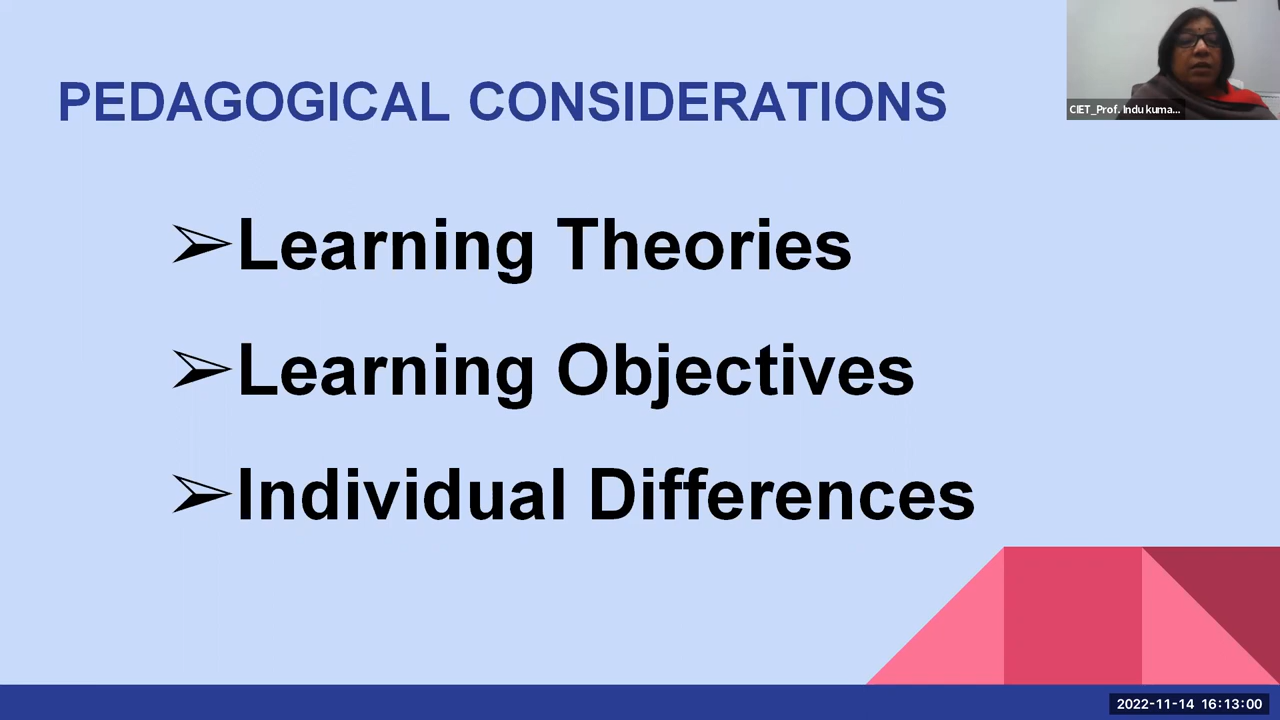 PEDAGOGICAL CONSIDERATIONS
CIET_Prof. Indu kuma...
➢Learning Theories
➢Learning Objectives
➢Individual Differences
2022-11-14 16:13:00